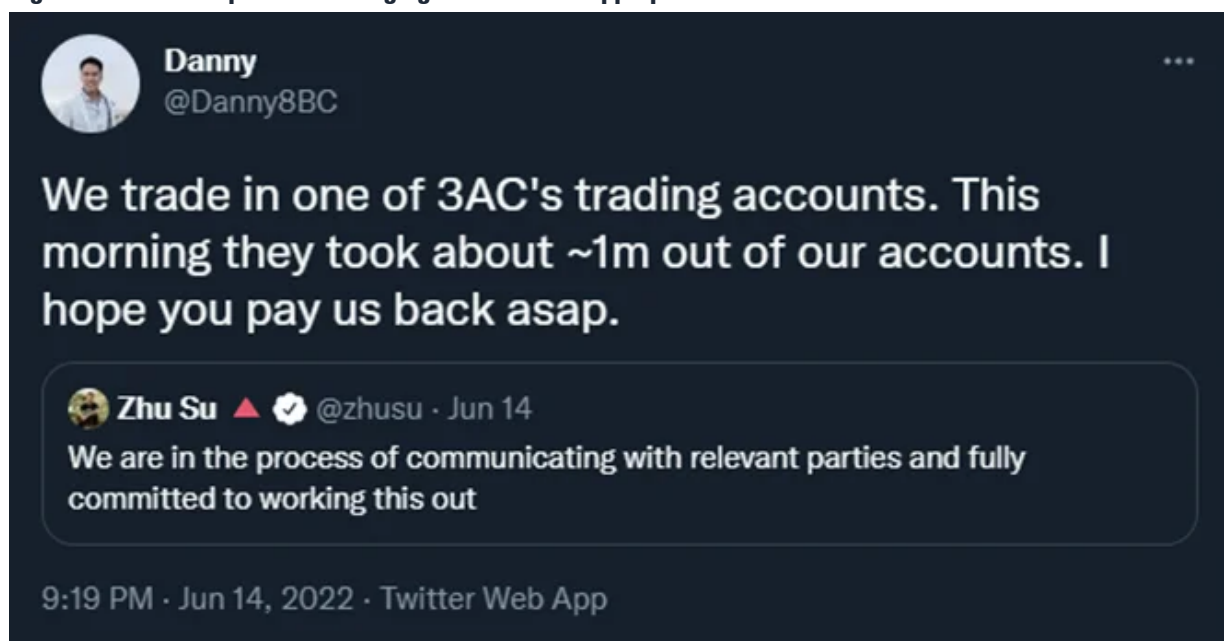 Danny
@Danny8BC
We trade in one of 3AC's trading accounts. This
morning they took about ~1m out of our accounts. I
hope you pay us back asap.
Zhu Su 🔺 @zhusu · Jun 14
We are in the process of communicating with relevant parties and fully
committed to working this out
9:19 PM · Jun 14, 2022 · Twitter Web App